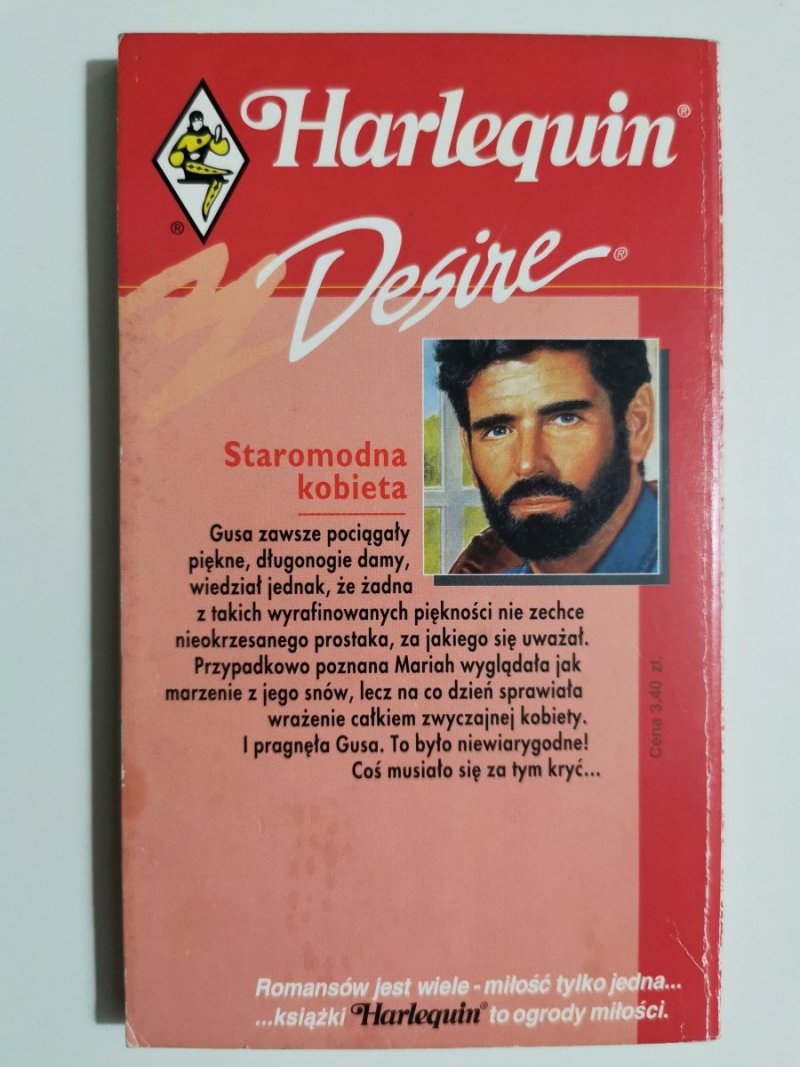 Harlequin®
®
Desire®
Staromodna
kobieta
Gusa zawsze pociągały
piękne, długonogie damy,
wiedział jednak, że żadna
z takich wyrafinowanych piękności nie zechce
nieokrzesanego prostaka, za jakiego się uważał.
Przypadkowo poznana Mariah wyglądała jak
marzenie z jego snów, lecz na co dzień sprawiała
wrażenie całkiem zwyczajnej kobiety.
I pragnęła Gusa. To było niewiarygodne!
Coś musiało się za tym kryć...
Cena 3,40 zł.
Romansów jest wiele - miłość tylko jedna...
...książki Harlequin® to ogrody miłości.